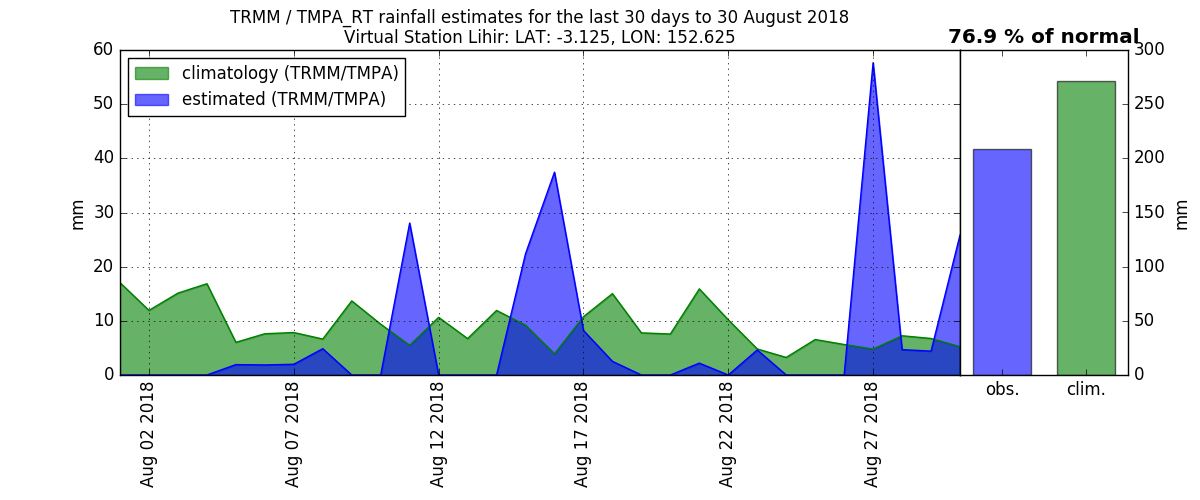 TRMM / TMPA_RT rainfall estimates for the last 30 days to 30 August 2018
Virtual Station Lihir: LAT: -3.125, LON: 152.625
76.9 % of normal
climatology (TRMM/TMPA)
estimated (TRMM/TMPA)
60
50
40
30
20
10
0
mm
Aug 02 2018
Aug 07 2018
Aug 12 2018
Aug 17 2018
Aug 22 2018
Aug 27 2018
obs.
clim.
300
250
200
150
100
50
0
mm